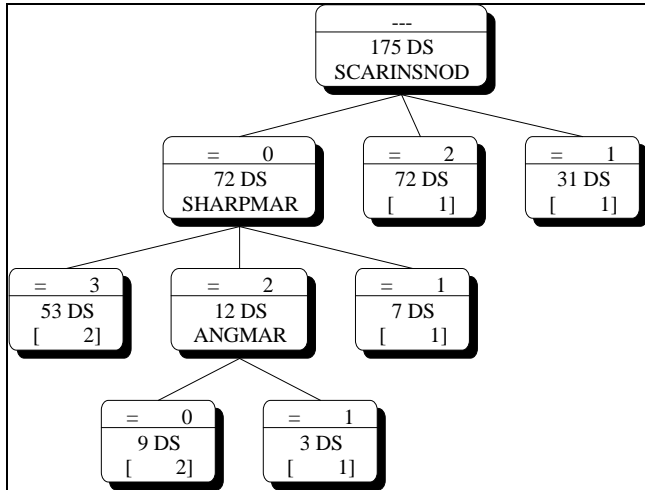 ---
175 DS
SCARINSNOD
= 0
72 DS
SHARPMAR
= 2
72 DS
[ 1]
= 1
31 DS
[ 1]
= 3
53 DS
[ 2]
= 2
12 DS
ANGMAR
= 1
7 DS
[ 1]
= 0
9 DS
[ 2]
= 1
3 DS
[ 1]